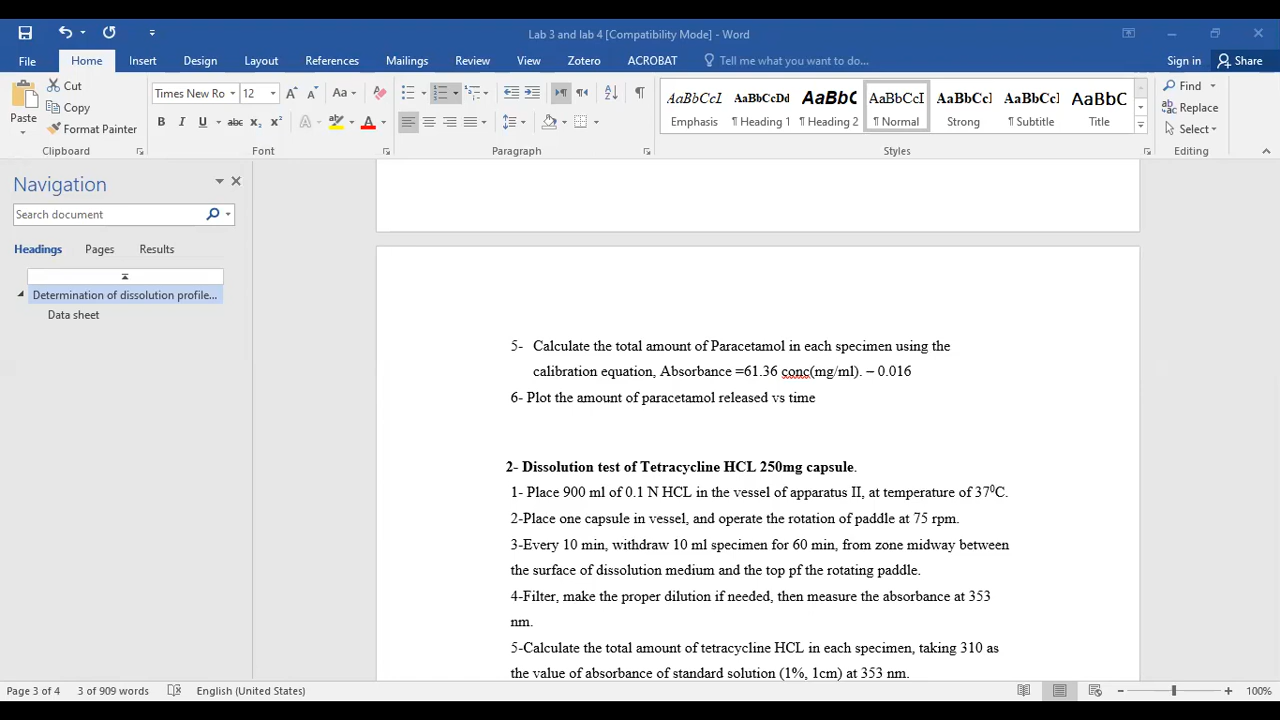 Lab 3 and lab 4 [Compatibility Mode] - Word
File Home Insert Design Layout References Mailings Review View Zotero ACROBAT Tell me what you want to do... Sign in Share
Paste Cut Copy Format Painter
Times New Ro 12 Aa
B I U abc x₂ x² A A
AaBbCcI AaBbCcDd AaBbC AaBbCcI AaBbCcI AaBbCcI AaBbC
Emphasis ¶ Heading 1 ¶ Heading 2 ¶ Normal Strong ¶ Subtitle Title
Find
Replace
Select
Clipboard Font Paragraph Styles Editing
Navigation
Search document
Headings Pages Results
Determination of dissolution profile...
Data sheet
5- Calculate the total amount of Paracetamol in each specimen using the
calibration equation, Absorbance =61.36 conc(mg/ml). – 0.016
6- Plot the amount of paracetamol released vs time
2- Dissolution test of Tetracycline HCL 250mg capsule.
1- Place 900 ml of 0.1 N HCL in the vessel of apparatus II, at temperature of 37⁰C.
2-Place one capsule in vessel, and operate the rotation of paddle at 75 rpm.
3-Every 10 min, withdraw 10 ml specimen for 60 min, from zone midway between
the surface of dissolution medium and the top pf the rotating paddle.
4-Filter, make the proper dilution if needed, then measure the absorbance at 353
nm.
5-Calculate the total amount of tetracycline HCL in each specimen, taking 310 as
the value of absorbance of standard solution (1%, 1cm) at 353 nm.
Page 3 of 4 3 of 909 words English (United States) 100%